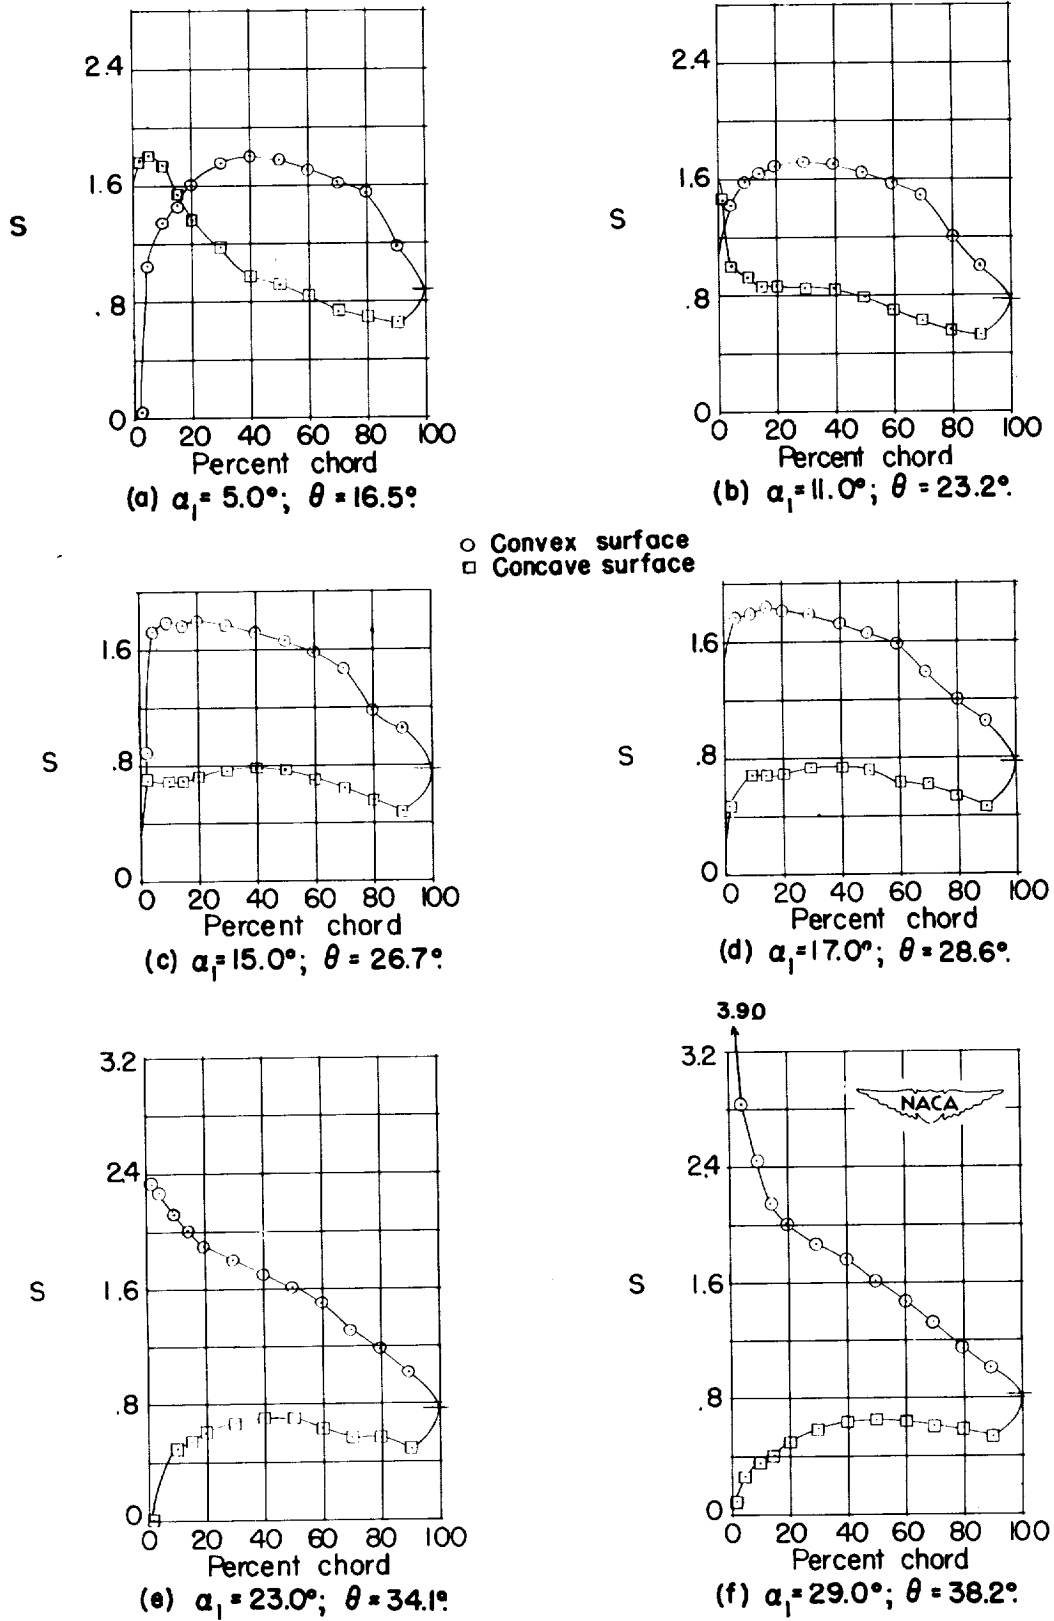 2.4
1.6
S
.8
0
0 20 40 60 80 100
Percent chord
(a) α₁ = 5.0°; θ = 16.5°.
2.4
1.6
S
.8
0
0 20 40 60 80 100
Percent chord
(b) α₁ = 11.0°; θ = 23.2°.
Convex surface
Concave surface
1.6
S
.8
0
0 20 40 60 80 100
Percent chord
(c) α₁ = 15.0°; θ = 26.7°.
1.6
S
.8
0
0 20 40 60 80 100
Percent chord
(d) α₁ = 17.0°; θ = 28.6°.
3.2
2.4
1.6
S
.8
0
0 20 40 60 80 100
Percent chord
(e) α₁ = 23.0°; θ = 34.1°.
3.90
3.2
NACA
24
1.6
S
.8
0
0 20 40 60 80 100
Percent chord
(f) α₁ = 29.0°; θ = 38.2°.